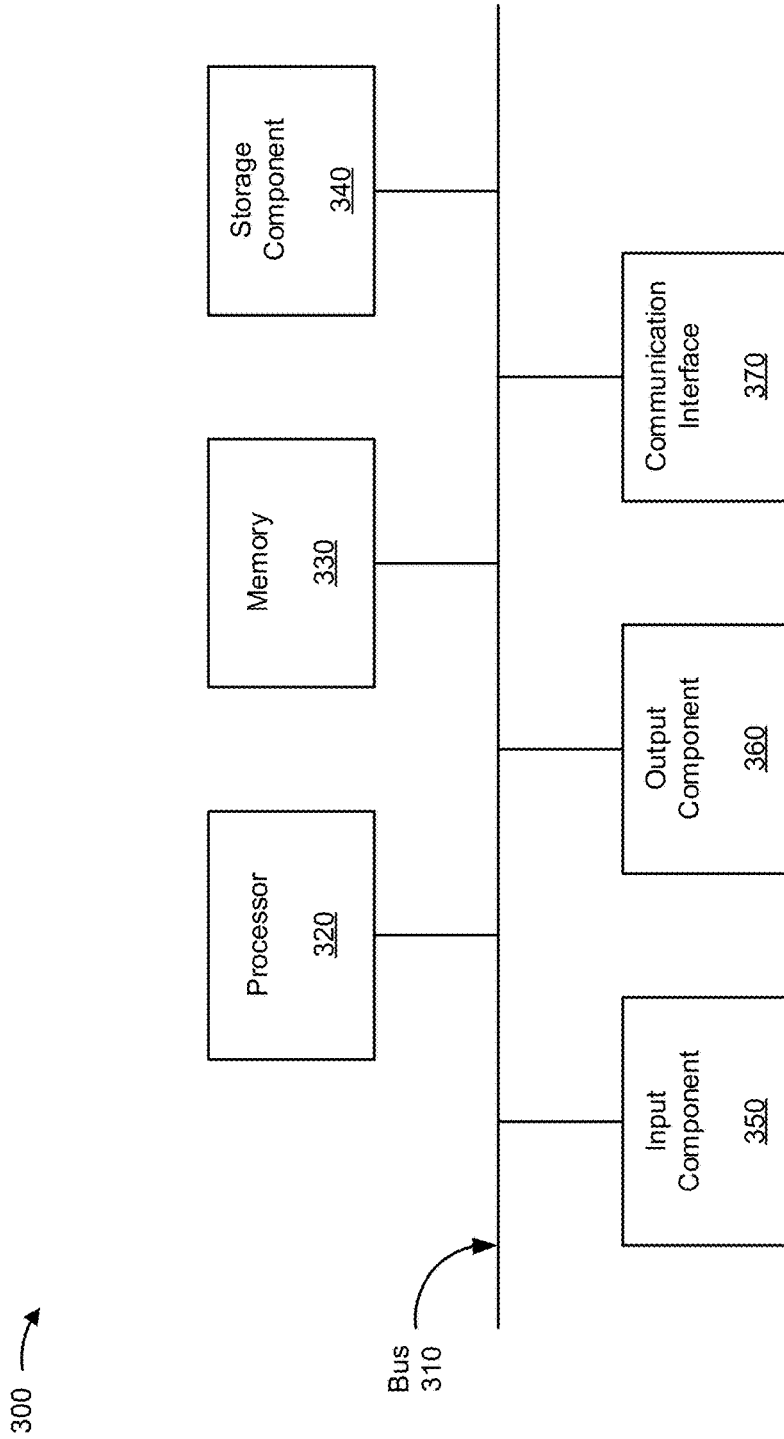 300
Processor
320
Memory
330
Storage
Component
340
Bus
310
Input
Component
350
Output
Component
360
Communication
Interface
370